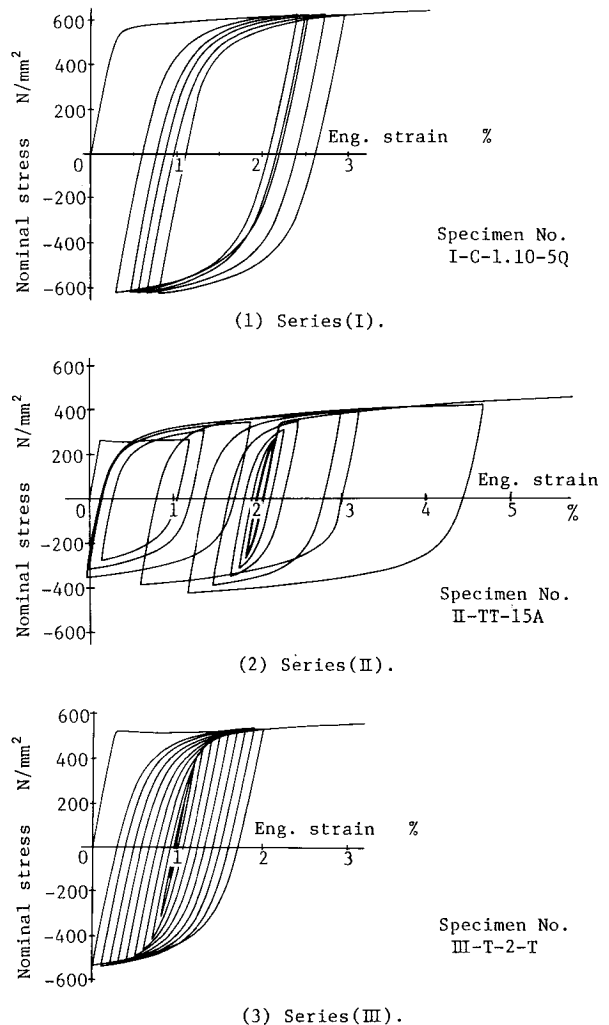 Nominal stress N/mm²
600
400
200
0
-200
-400
-600
1
2
3
Eng. strain %
Specimen No.
I-C-1.10-5Q
(1) Series(I).
Nominal stress N/mm²
600
400
200
0
-200
-400
-600
1
2
3
4
5
Eng. strain
%
Specimen No.
II-TT-15A
(2) Series(II).
Nominal stress N/mm²
600
400
200
0
-200
-400
-600
1
2
3
Eng. strain %
Specimen No.
III-T-2-T
(3) Series(III).